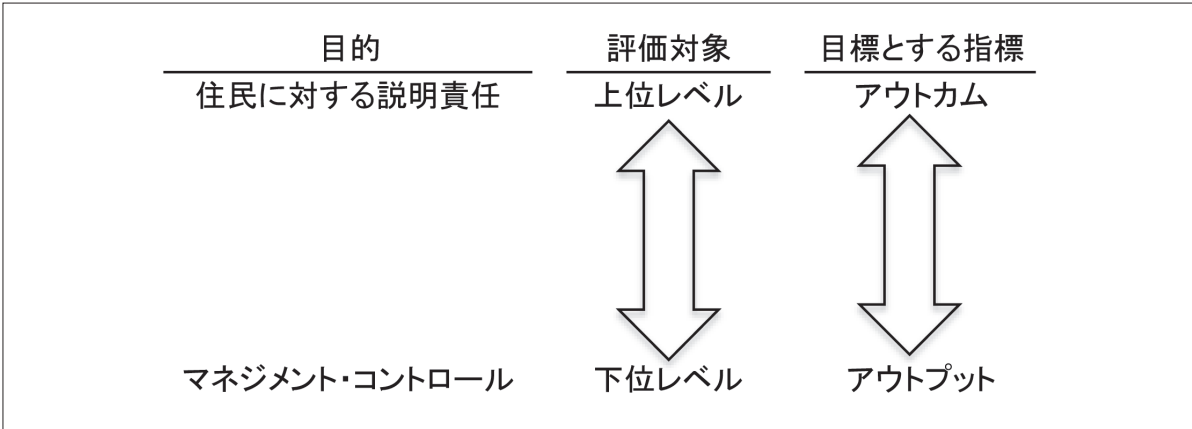 目的 評価対象 目標とする指標
住民に対する説明責任 上位レベル アウトカム
マネジメント・コントロール 下位レベル アウトプット